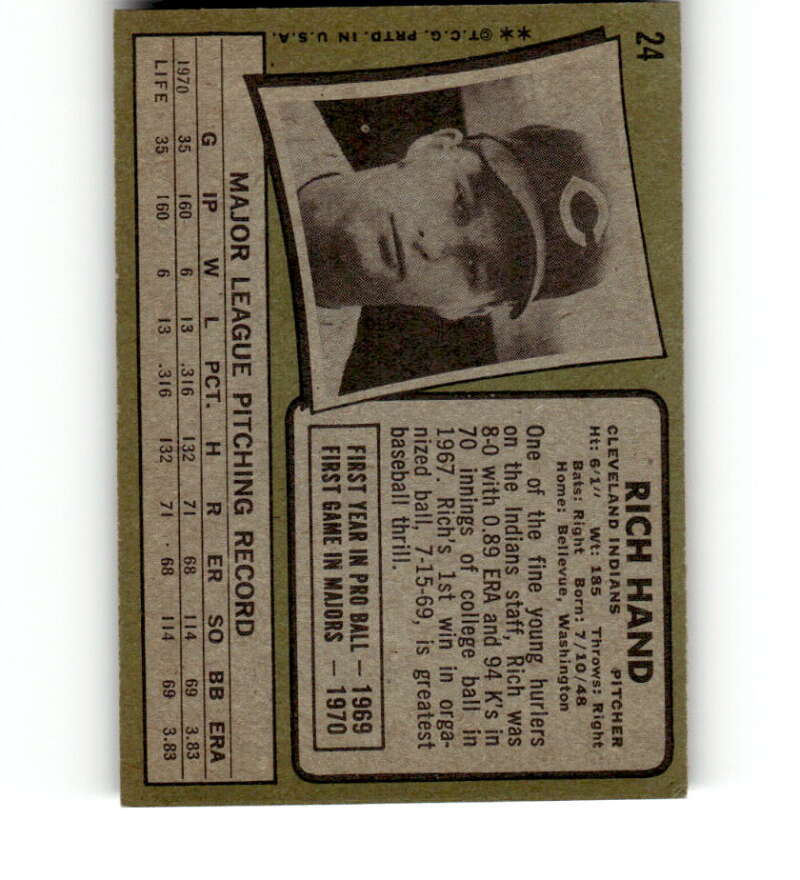 24
RICH HAND
CLEVELAND INDIANS PITCHER
Ht: 6'1" Wt: 185 Throws: Right
Bats: Right Born: 7/10/48
Home: Bellevue, Washington
One of the fine young hurlers
on the Indians staff, Rich was
8-0 with 0.89 ERA and 94 K's in
70 innings of college ball in
1967. Rich's 1st win in orga-
nized ball, 7-15-69, is greatest
baseball thrill.
FIRST YEAR IN PRO BALL — 1969
FIRST GAME IN MAJORS — 1970
C
MAJOR LEAGUE PITCHING RECORD
G IP W L PCT. H R ER SO BB ERA
1970 35 160 6 13 .316 132 71 68 114 69 3.83
LIFE 35 160 6 13 .316 132 71 68 114 69 3.83
**©T.C.G. PRTD. IN U.S.A.